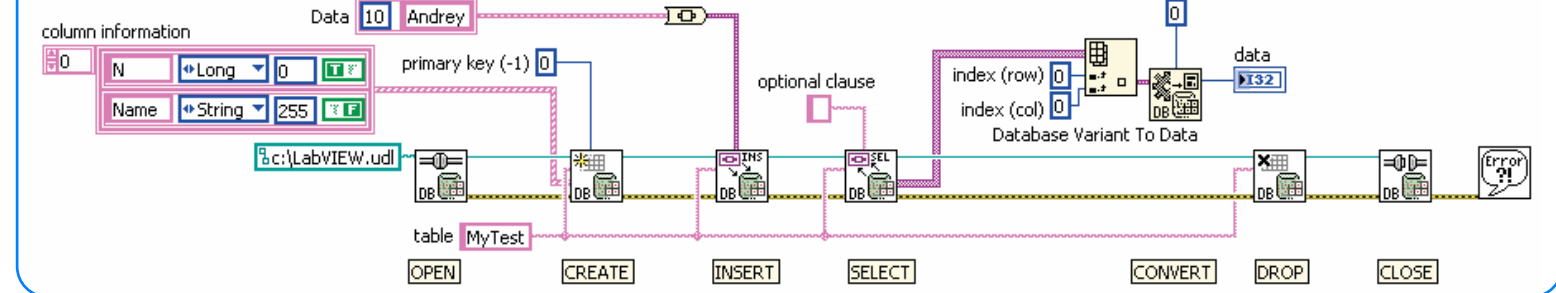 Data 10 Andrey 0
column information
0 N Long 0 T F primary key (-1) 0 index (row) 0 data
optional clause I32
Name String 255 T F index (col) 0 DB
Database Variant To Data
c:\LabVIEW.udl INS SEL Error
?!
DB DB DB DB DB DB
table MyTest
OPEN CREATE INSERT SELECT CONVERT DROP CLOSE